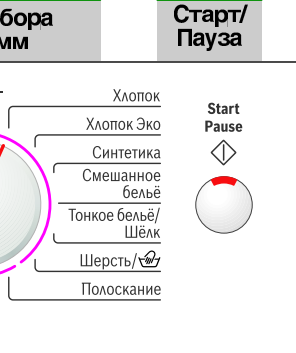 бора
мм
Старт/
Пауза
Хлопок
Хлопок Эко
Синтетика
Смешанное
бельё
Тонкое бельё/
Шёлк
Шерсть/
Полоскание
Start
Pause